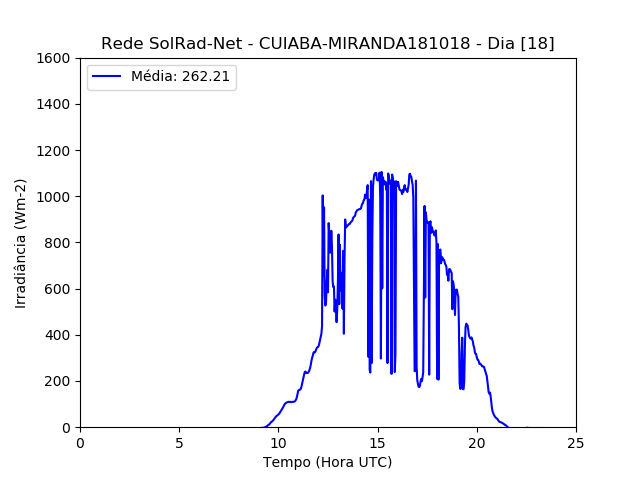 Rede SolRad-Net - CUIABA-MIRANDA181018 - Dia [18]
Média: 262.21
Irradiância (Wm-2)
1600
1400
1200
1000
800
600
400
200
0
0 5 10 15 20 25
Tempo (Hora UTC)